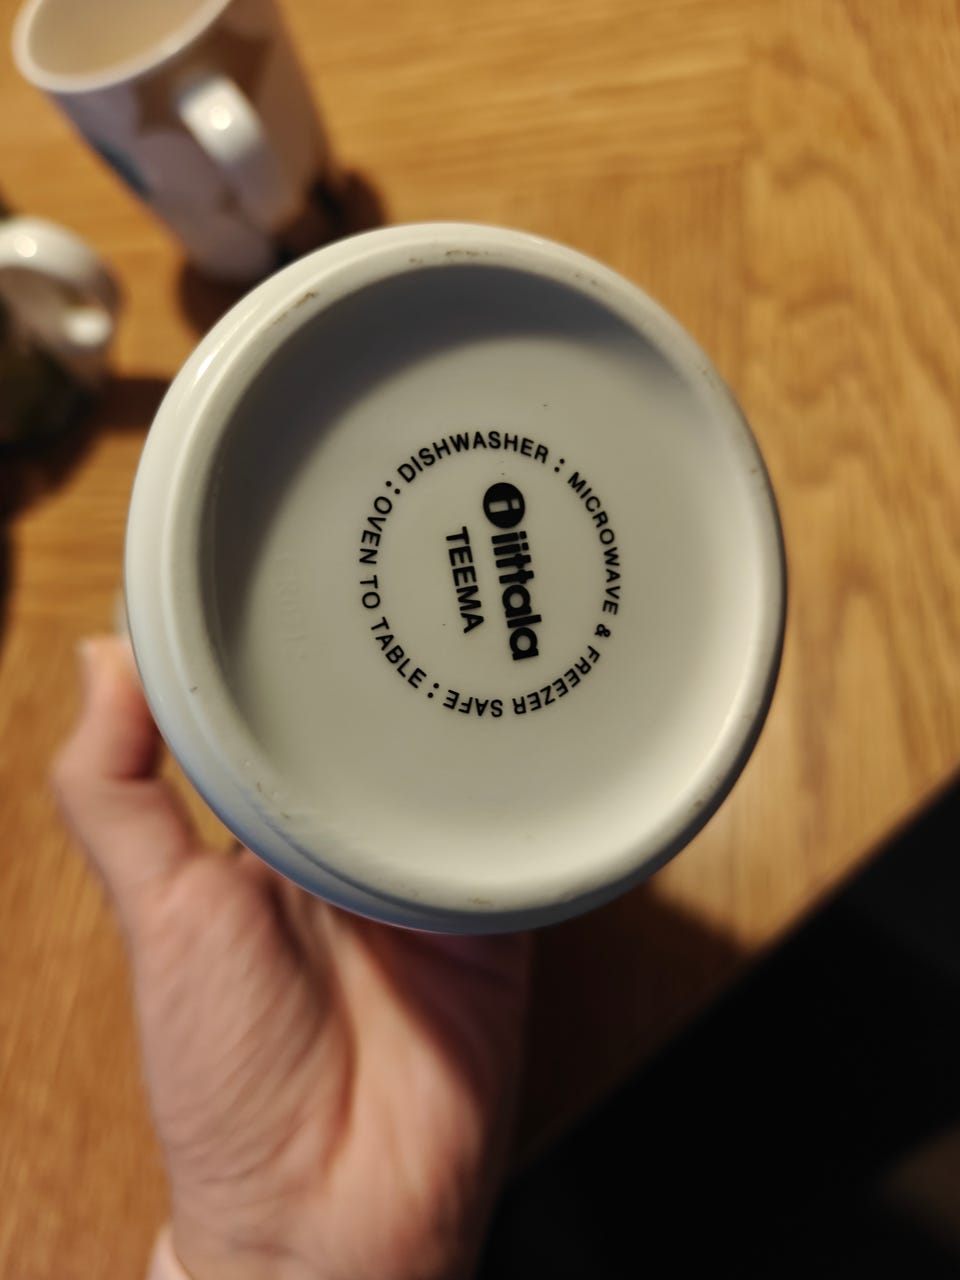 iittala
TEEMA
OVEN TO TABLE : DISHWASHER : MICROWAVE & FREEZER SAFE :